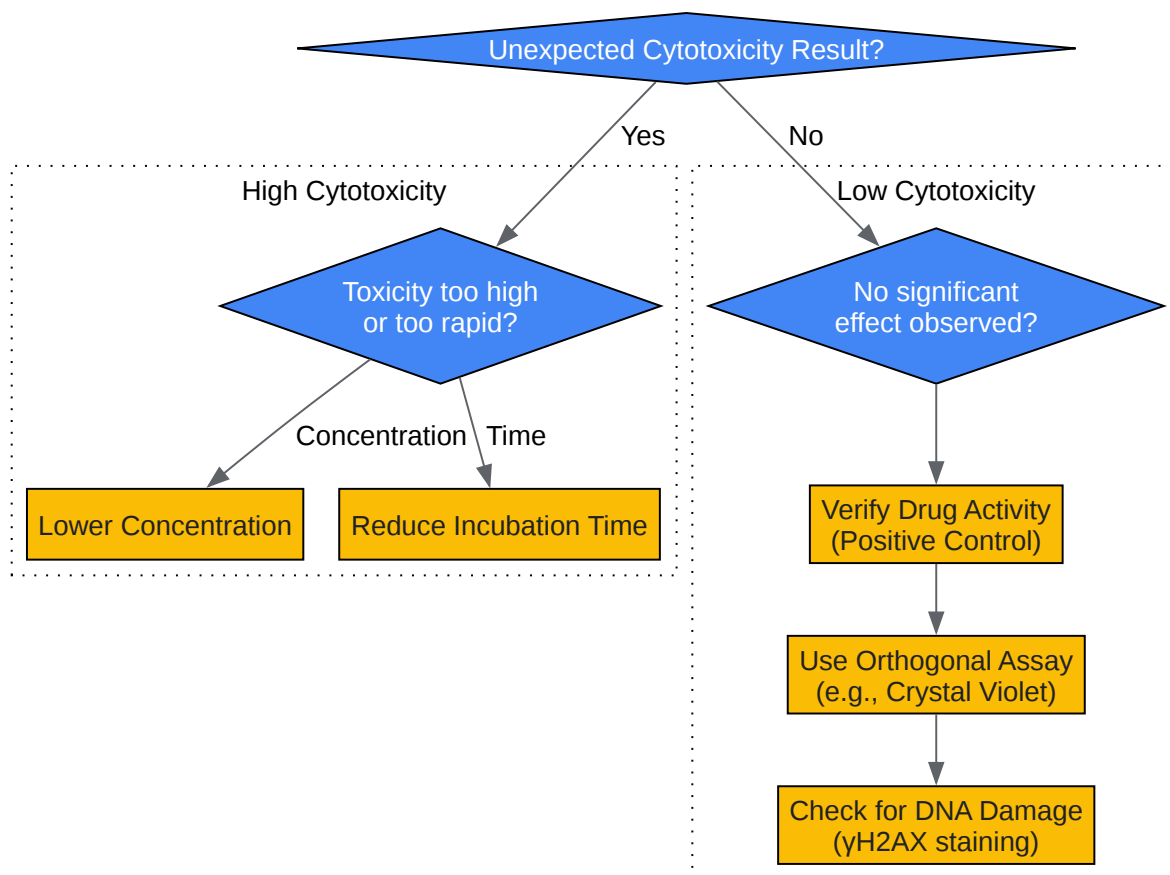 Unexpected Cytotoxicity Result?
Yes
No
High Cytotoxicity
Low Cytotoxicity
Toxicity too high
or too rapid?
No significant
effect observed?
Concentration
Time
Lower Concentration
Reduce Incubation Time
Verify Drug Activity
(Positive Control)
Use Orthogonal Assay
(e.g., Crystal Violet)
Check for DNA Damage
(γH2AX staining)